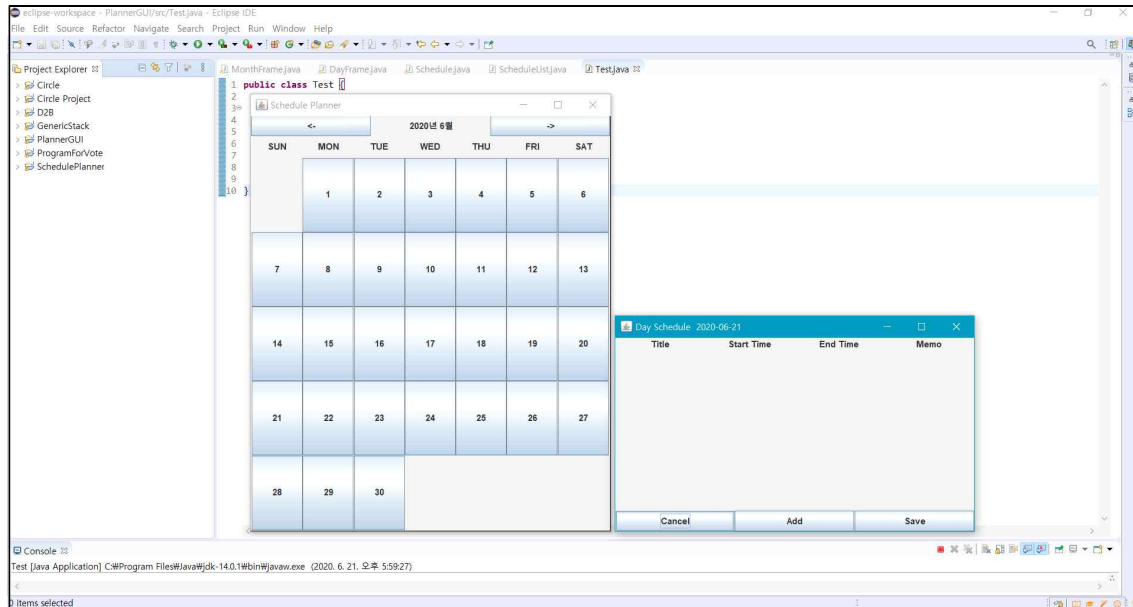 eclipse-workspace - PlannerGUI/src/Test.java - Eclipse IDE
File Edit Source Refactor Navigate Search Project Run Window Help
Project Explorer
MonthFrame.java DayFrame.java Schedule.java ScheduleList.java Test.java
Circle
Circle Project
D2B
GenericStack
PlannerGUI
ProgramForVote
SchedulePlanner
1 public class Test {
2
3
4
5
6
7
8
9
10 }
Schedule Planner
<- 2020년 6월 ->
SUN MON TUE WED THU FRI SAT
1 2 3 4 5 6
7 8 9 10 11 12 13
14 15 16 17 18 19 20
21 22 23 24 25 26 27
28 29 30
Day Schedule 2020-06-21
Title Start Time End Time Memo
Cancel Add Save
Console
Test [Java Application] C:₩Program Files₩Java₩jdk-14.0.1₩bin₩javaw.exe (2020. 6. 21. 오후 5:59:27)
0 items selected